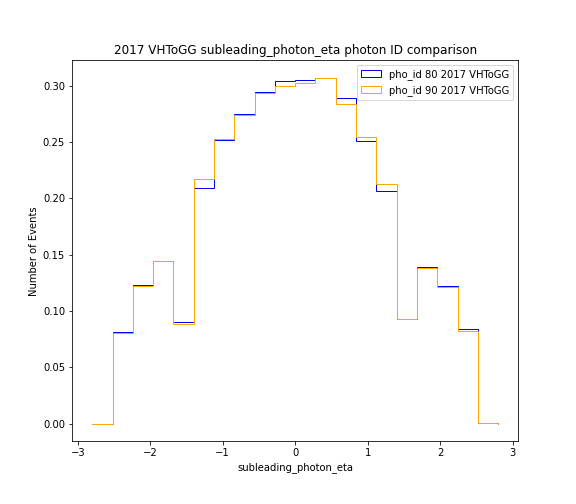 2017 VHToGG subleading_photon_eta photon ID comparison
pho_id 80 2017 VHToGG
pho_id 90 2017 VHToGG
Number of Events
0.30
0.25
0.20
0.15
0.10
0.05
0.00
−3 −2 −1 0 1 2 3
subleading_photon_eta